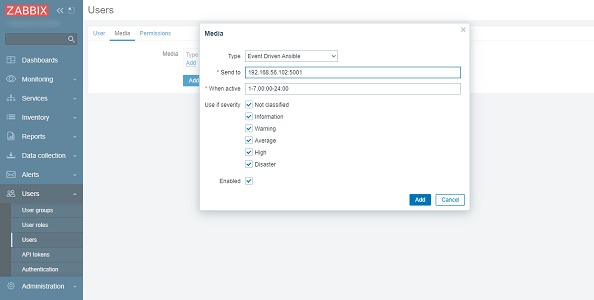 ZABBIX
Users
User
Media
Permissions
Media
Type
Add
Add
Dashboards
Monitoring
Services
Inventory
Reports
Data collection
Alerts
Users
User groups
User roles
Users
API tokens
Authentication
Administration
Media
Type
Event Driven Ansible
* Send to
192.168.56.102:5001
* When active
1-7,00:00-24:00
Use if severity
Not classified
Information
Warning
Average
High
Disaster
Enabled
Add
Cancel